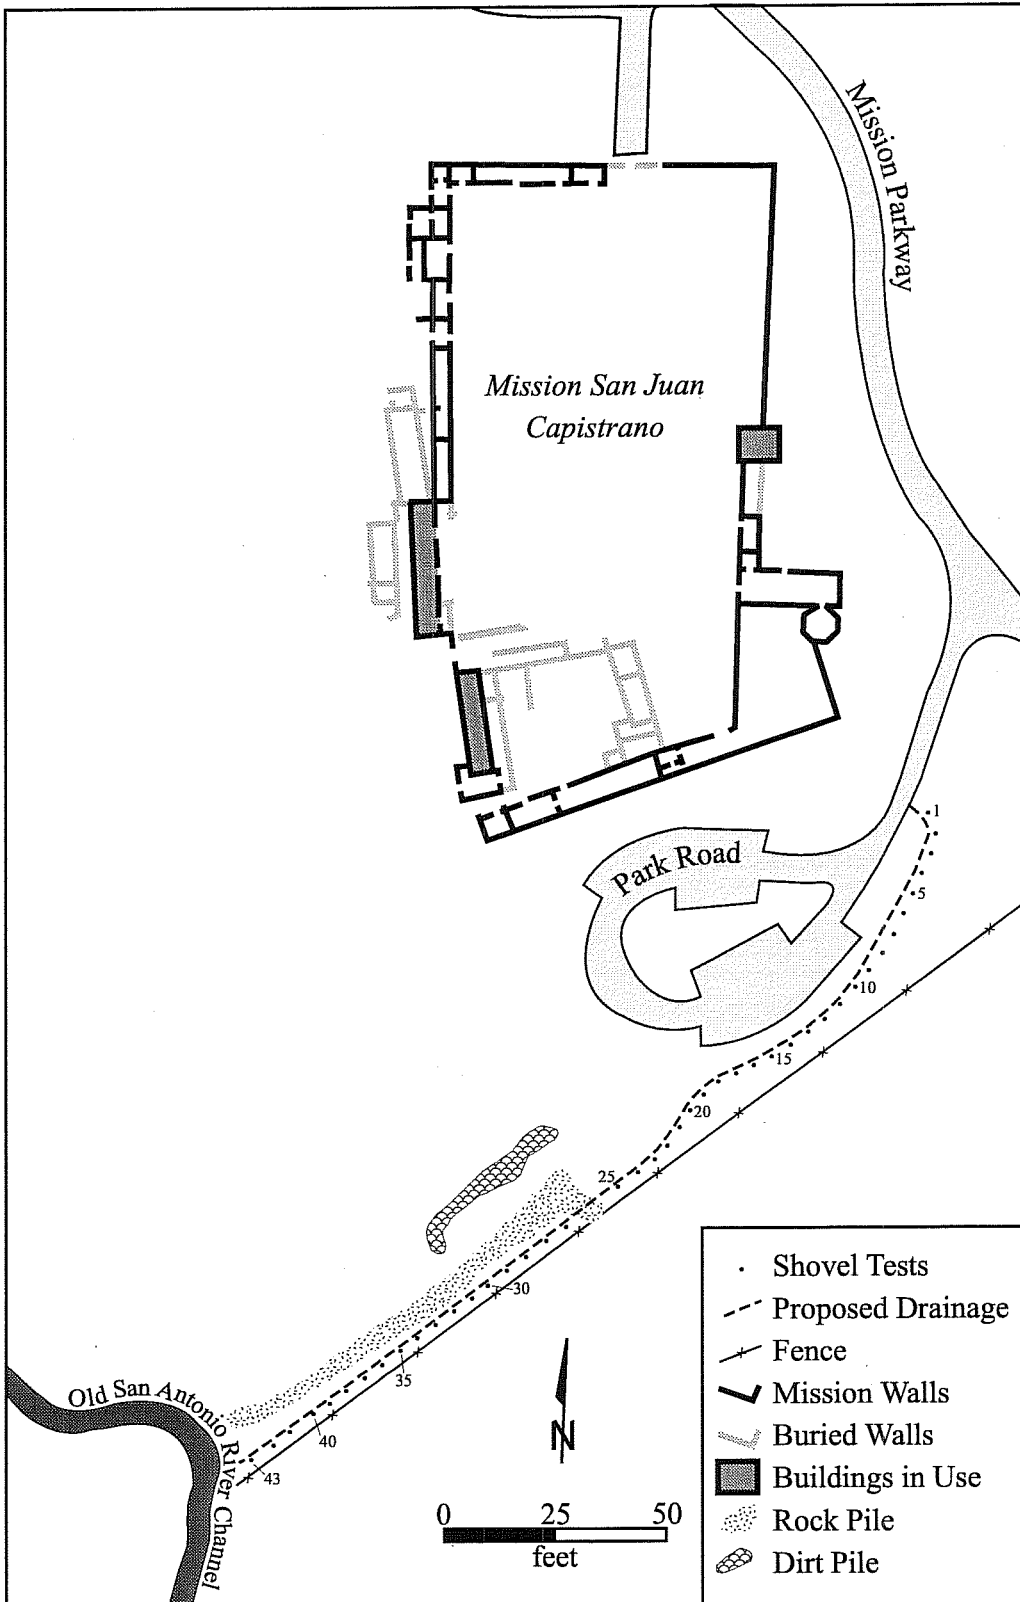 Mission Parkway
Mission San Juan
Capistrano
Park Road
1
5
10
15
20
25
30
35
40
43
Old San Antonio River Channel
N
0 25 50
feet
Shovel Tests
Proposed Drainage
Fence
Mission Walls
Buried Walls
Buildings in Use
Rock Pile
Dirt Pile